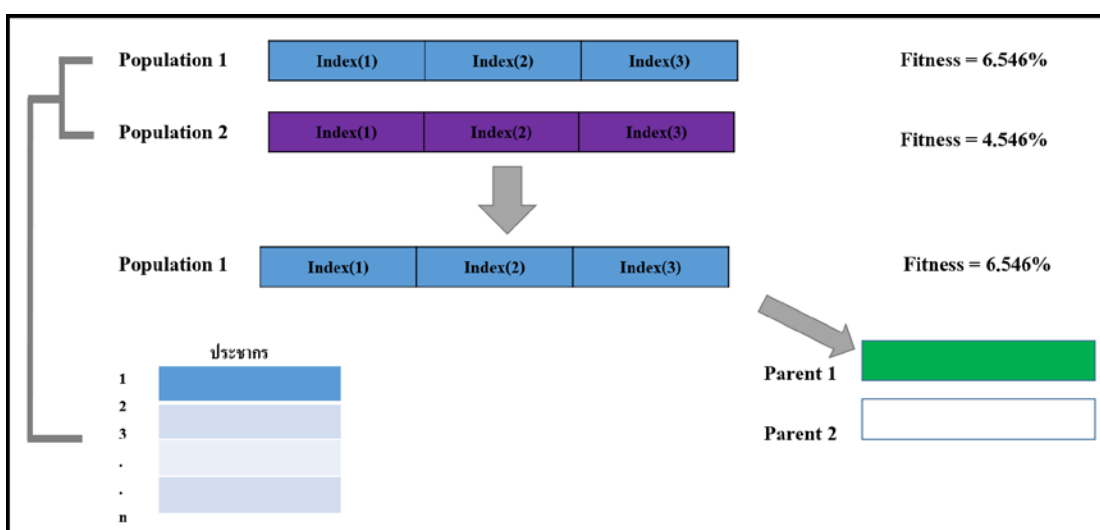 Population 1 Index(1) Index(2) Index(3) Fitness = 6.546%
Population 2 Index(1) Index(2) Index(3) Fitness = 4.546%
Population 1 Index(1) Index(2) Index(3) Fitness = 6.546%
ประชากร
1
2
3
.
.
n
Parent 1
Parent 2